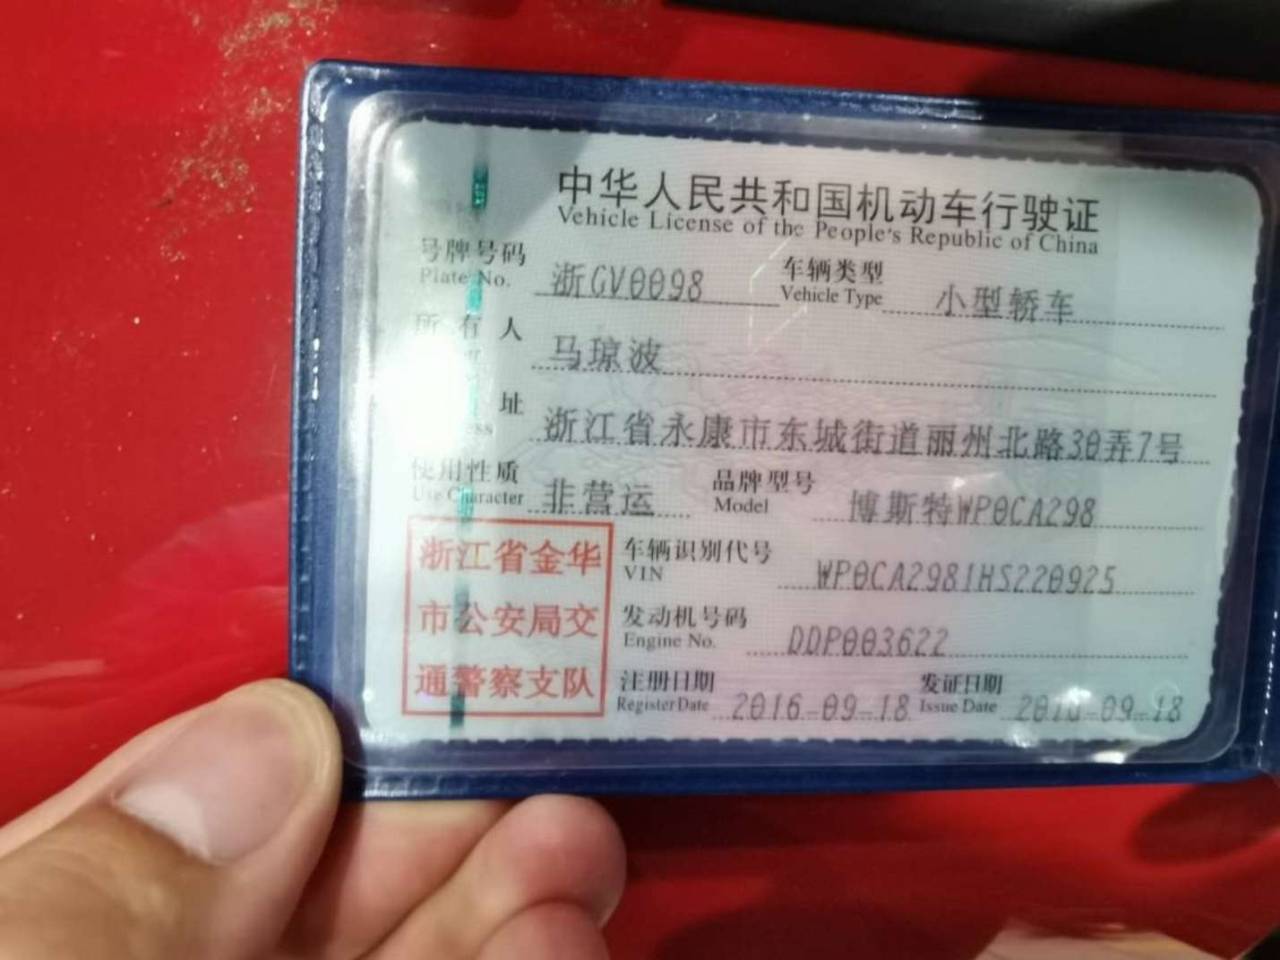 中华人民共和国机动车行驶证
Vehicle License of the People's Republic of China
号牌号码 浙GV0098 车辆类型 小型轿车
Plate No. Vehicle Type
所有人 马琼波
址 浙江省永康市东城街道丽州北路30弄7号
使用性质 非营运 品牌型号 博斯特WP0CA298
Use Character Model
浙江省金华
市公安局交
通警察支队
车辆识别代号 WP0CA2981HS220925
VIN
发动机号码 DDP003622
Engine No.
注册日期 2016-09-18 发证日期 -09-18
Register Date Issue Date